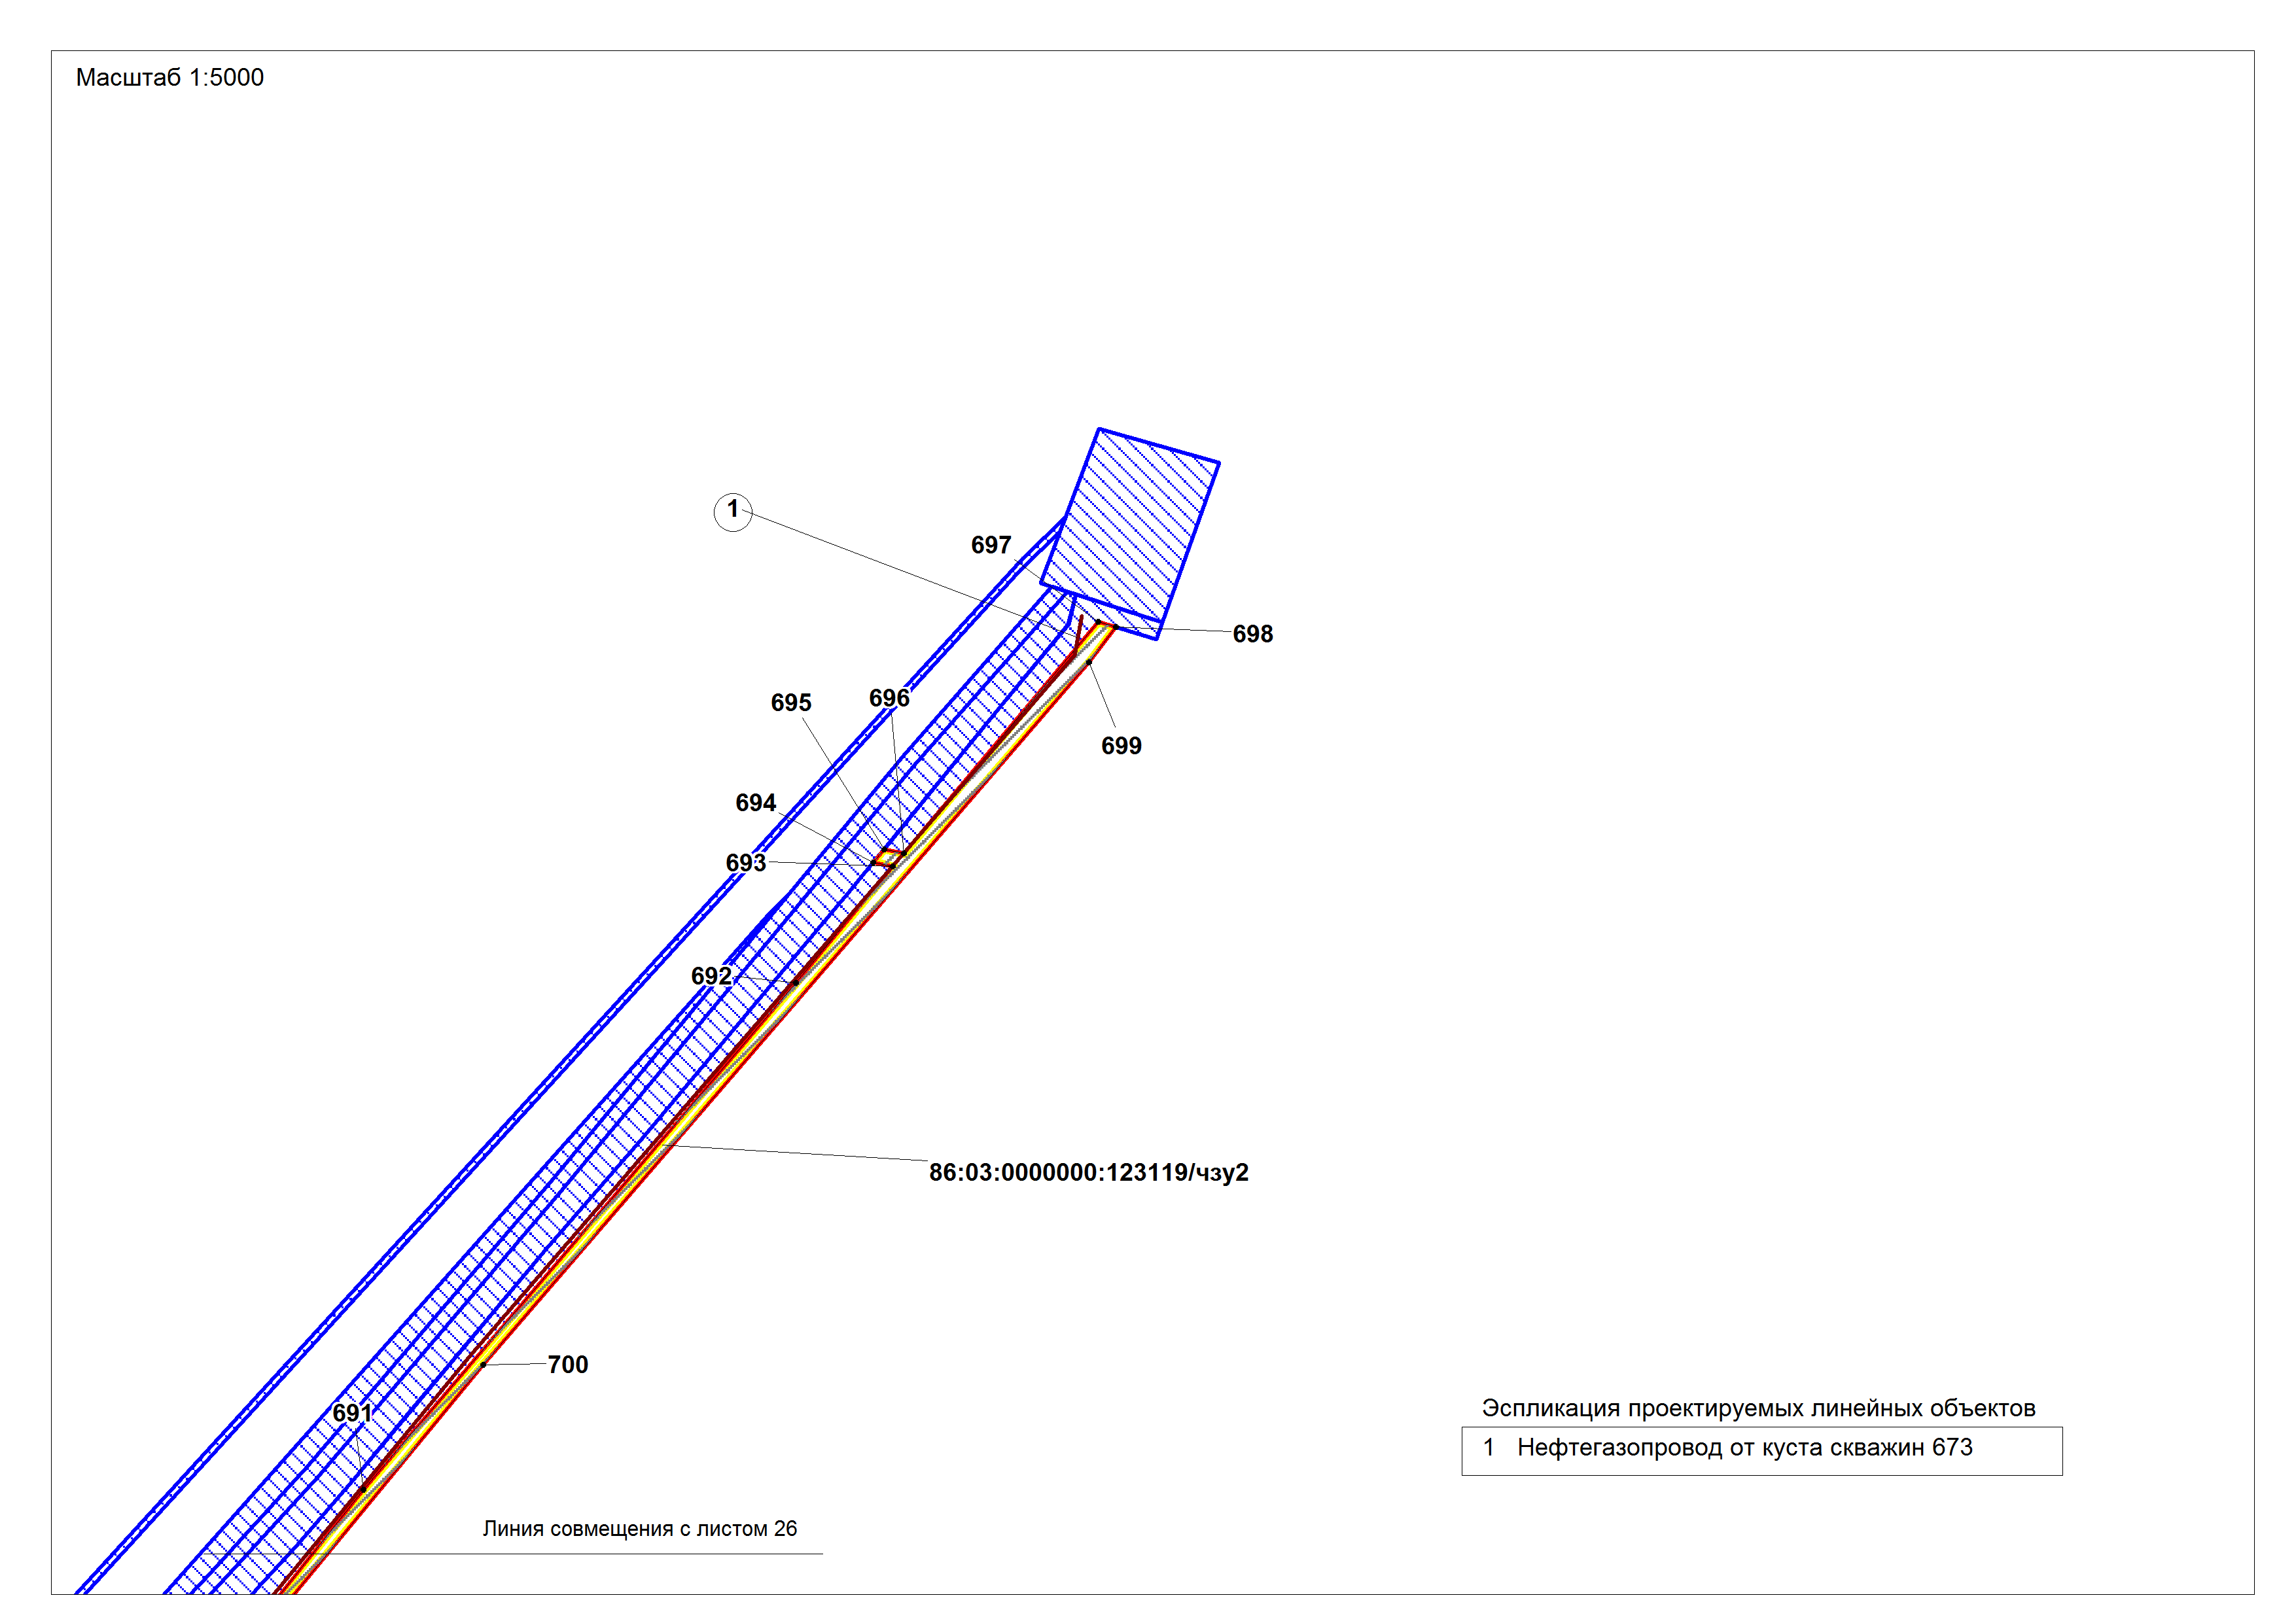 Масштаб 1:5000
1
697
698
695
696
699
694
693
692
86:03:0000000:123119/чзу2
700
691
Эспликация проектируемых линейных объектов
1 Нефтегазопровод от куста скважин 673
Линия совмещения с листом 26